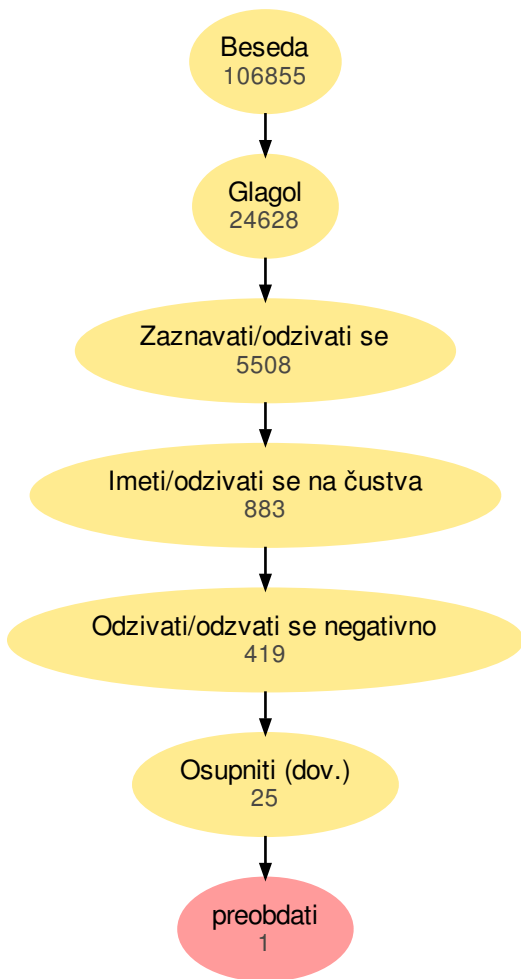 Beseda
106855
Glagol
24628
Zaznavati/odzivati se
5508
Imeti/odzivati se na čustva
883
Odzivati/odzvati se negativno
419
Osupniti (dov.)
25
preobdati
1